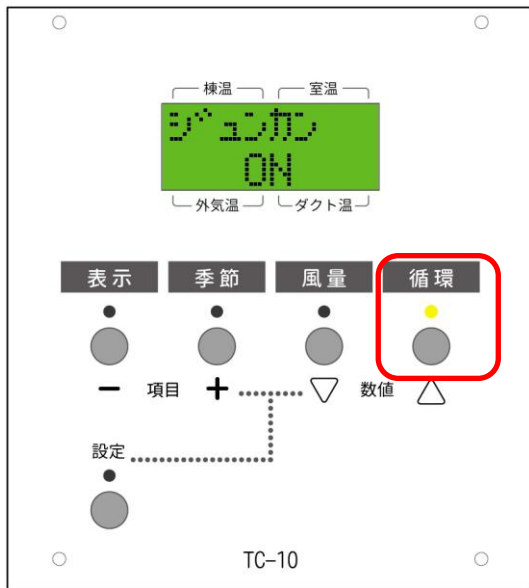 棟温 室温
ジュンカン
ON
外気温 ダクト温
表示 季節 風量 循環
− 項目 + ▽ 数値 △
設定
TC−10